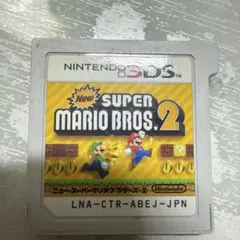 NINTENDO 3DS
New
SUPER
MARIO BROS. 2
ニュー・スーパーマリオブラザーズ・2
Nintendo
LNA-CTR-ABEJ-JPN